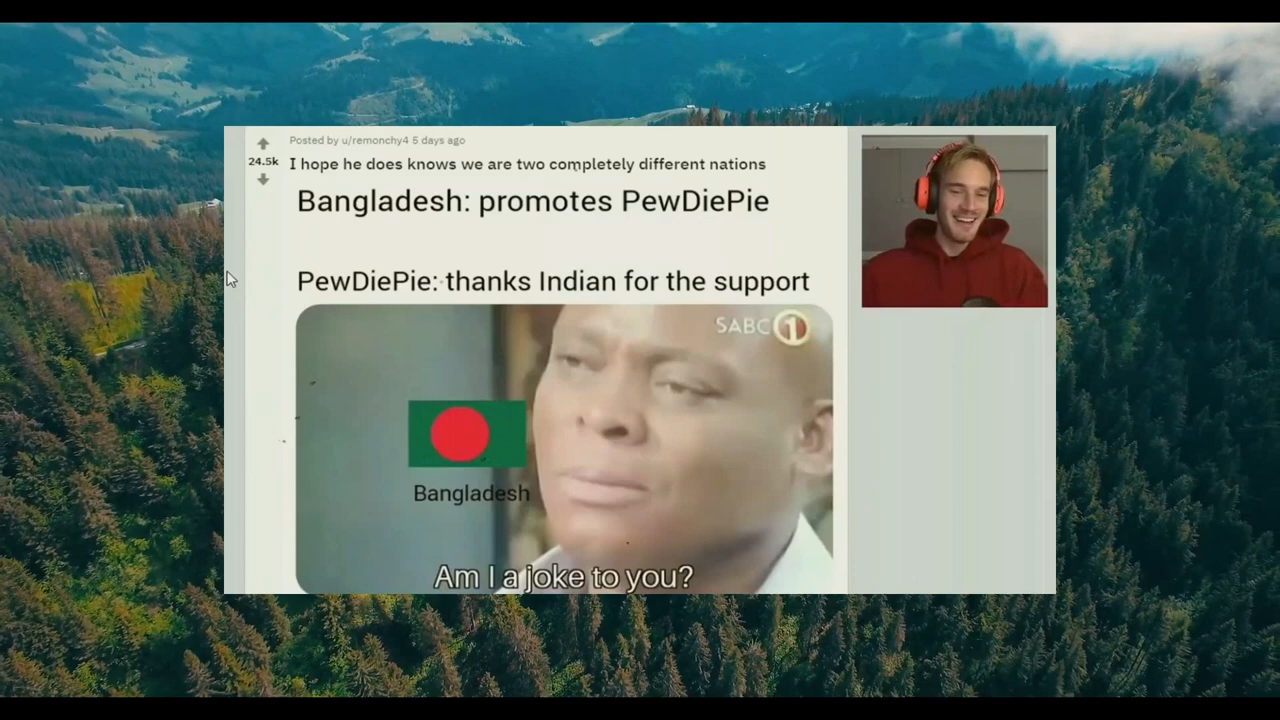 Posted by u/remonchy4 5 days ago
24.5k
I hope he does knows we are two completely different nations
Bangladesh: promotes PewDiePie
PewDiePie: thanks Indian for the support
SABC 1
Bangladesh
Am I a joke to you?